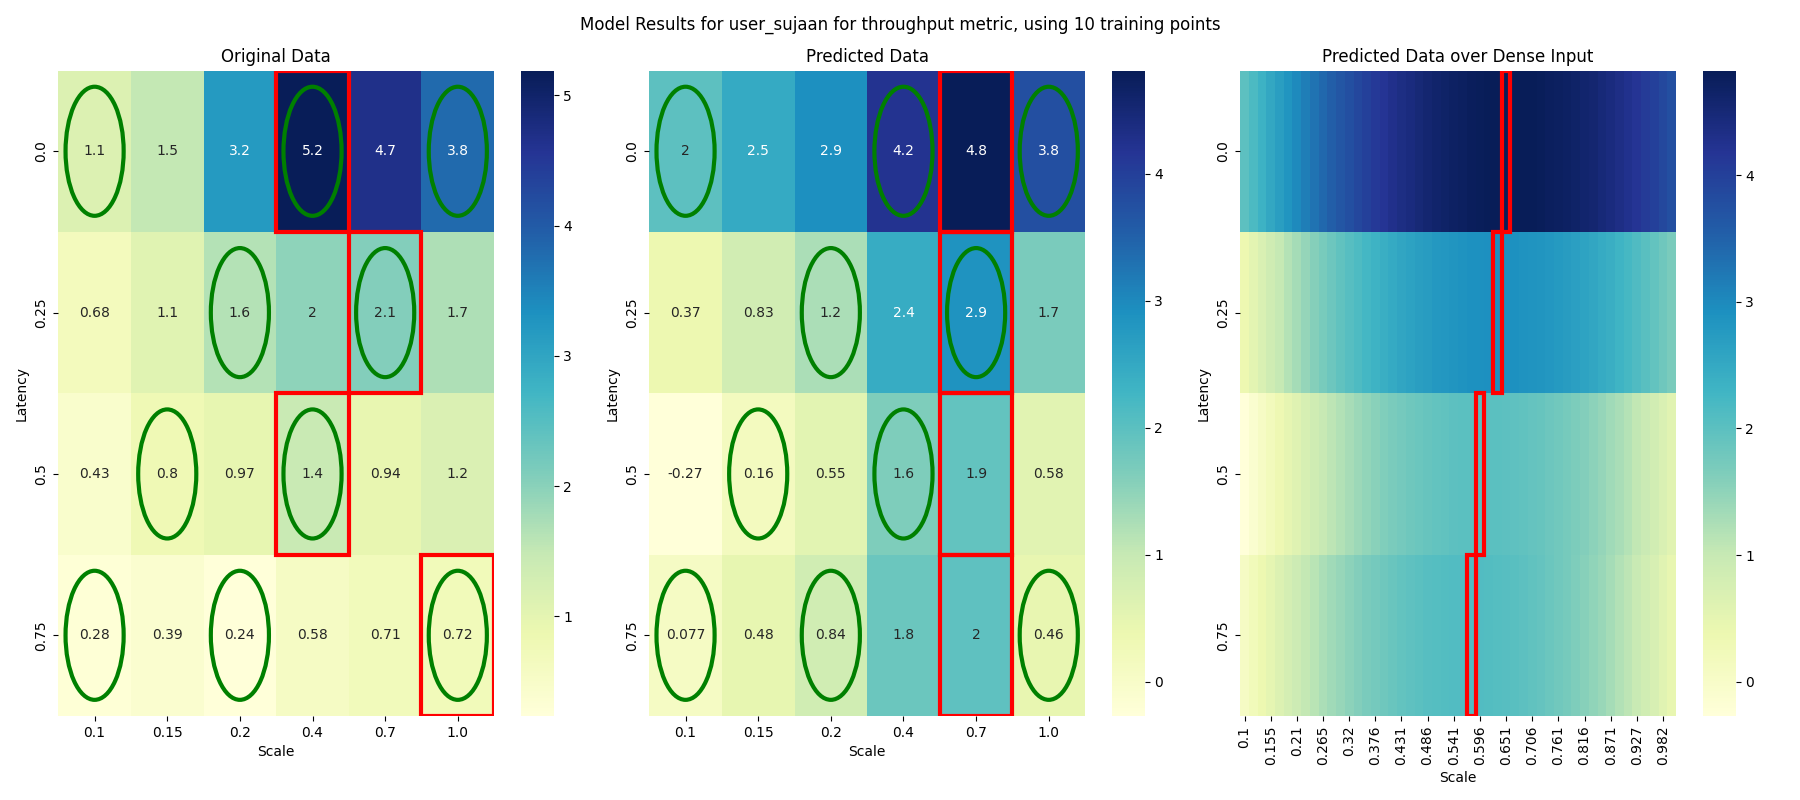 Model Results for user_sujaan for throughput metric, using 10 training points
Original Data
1.1 1.5 3.2 5.2 4.7 3.8
0.68 1.1 1.6 2 2.1 1.7
0.43 0.8 0.97 1.4 0.94 1.2
0.28 0.39 0.24 0.58 0.71 0.72
0.0
0.25
0.5
0.75
Latency
0.1 0.15 0.2 0.4 0.7 1.0
Scale
5
4
3
2
1
Predicted Data
2 2.5 2.9 4.2 4.8 3.8
0.37 0.83 1.2 2.4 2.9 1.7
-0.27 0.16 0.55 1.6 1.9 0.58
0.077 0.48 0.84 1.8 2 0.46
0.0
0.25
0.5
0.75
Latency
0.1 0.15 0.2 0.4 0.7 1.0
Scale
4
3
2
1
0
Predicted Data over Dense Input
0.0
0.25
0.5
0.75
Latency
0.1 0.155 0.21 0.265 0.32 0.376 0.431 0.486 0.541 0.596 0.651 0.706 0.761 0.816 0.871 0.927 0.982
Scale
4
3
2
1
0